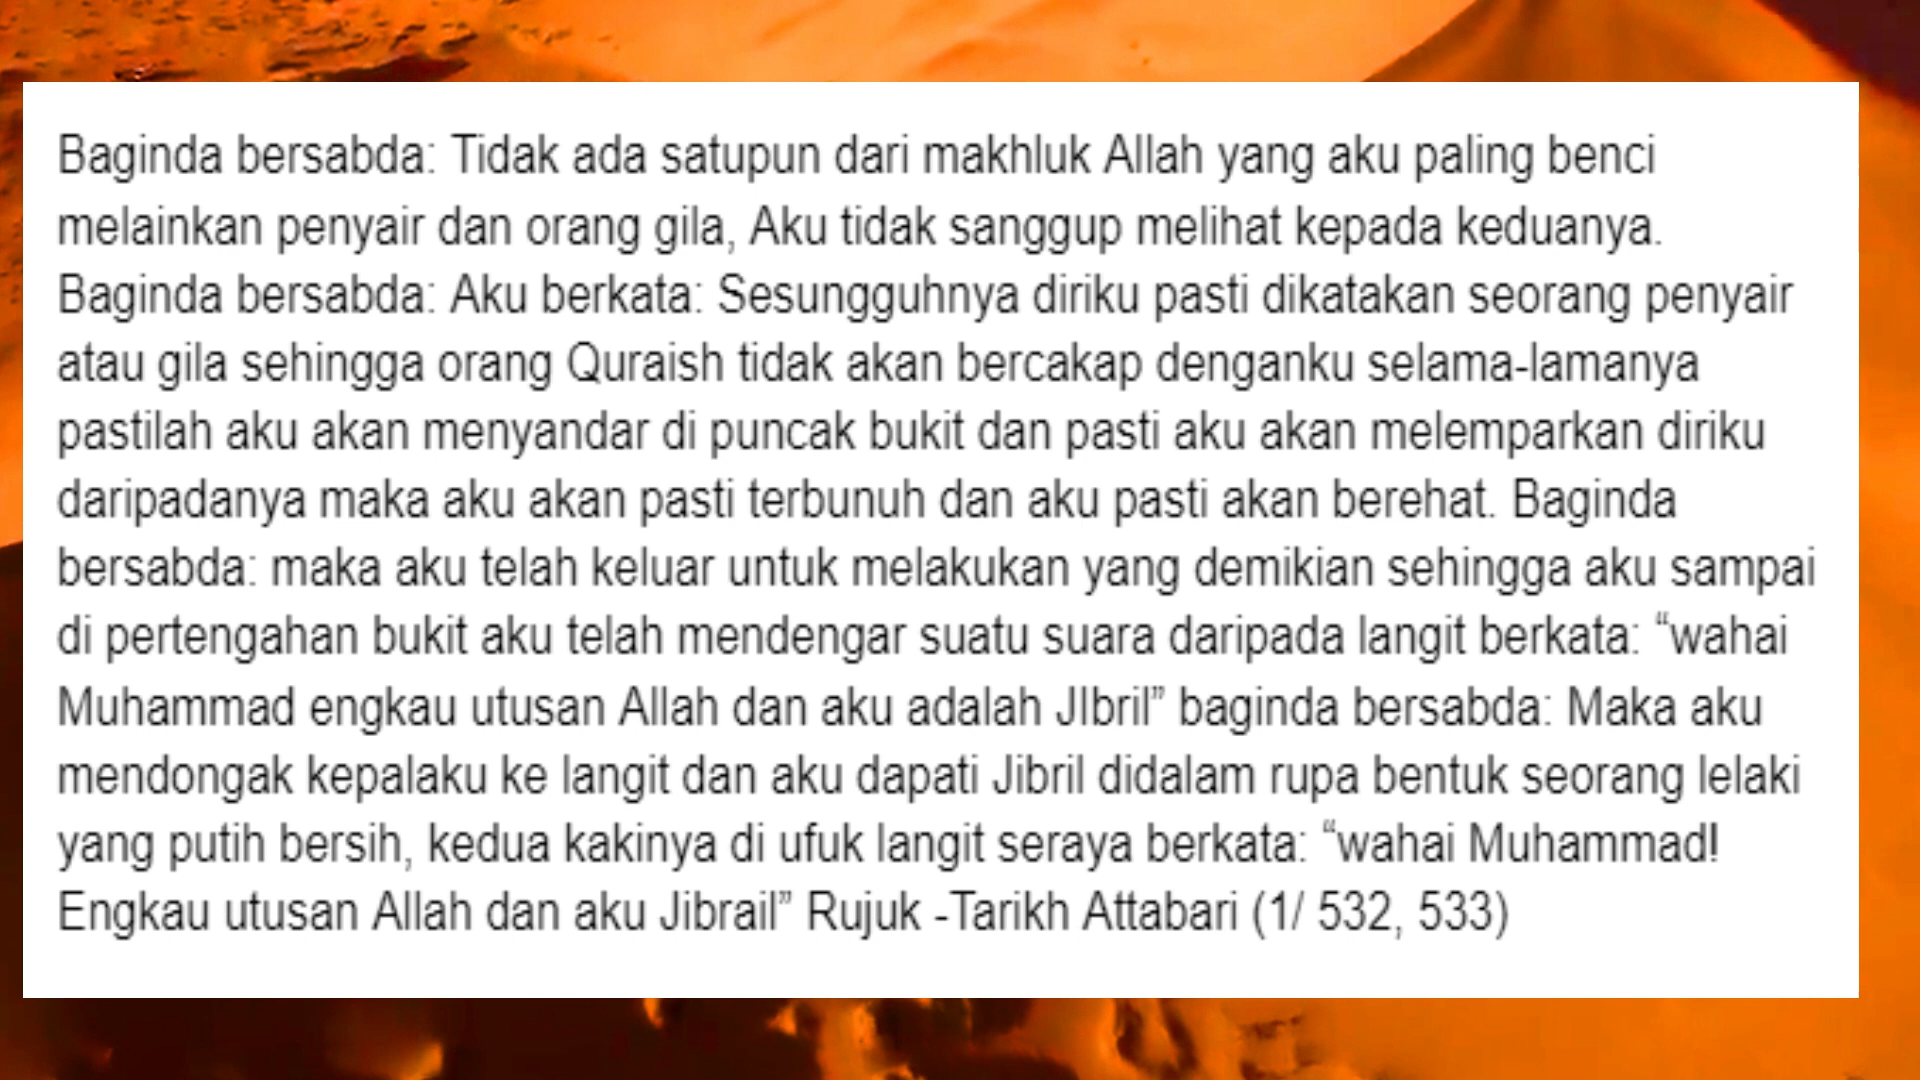 Baginda bersabda: Tidak ada satupun dari makhluk Allah yang aku paling benci
melainkan penyair dan orang gila, Aku tidak sanggup melihat kepada keduanya.
Baginda bersabda: Aku berkata: Sesungguhnya diriku pasti dikatakan seorang penyair
atau gila sehingga orang Quraish tidak akan bercakap denganku selama-lamanya
pastilah aku akan menyandar di puncak bukit dan pasti aku akan melemparkan diriku
daripadanya maka aku akan pasti terbunuh dan aku pasti akan berehat. Baginda
bersabda: maka aku telah keluar untuk melakukan yang demikian sehingga aku sampai
di pertengahan bukit aku telah mendengar suatu suara daripada langit berkata: “wahai
Muhammad engkau utusan Allah dan aku adalah JIbril” baginda bersabda: Maka aku
mendongak kepalaku ke langit dan aku dapati Jibril didalam rupa bentuk seorang lelaki
yang putih bersih, kedua kakinya di ufuk langit seraya berkata: “wahai Muhammad!
Engkau utusan Allah dan aku Jibrail” Rujuk -Tarikh Attabari (1/ 532, 533)